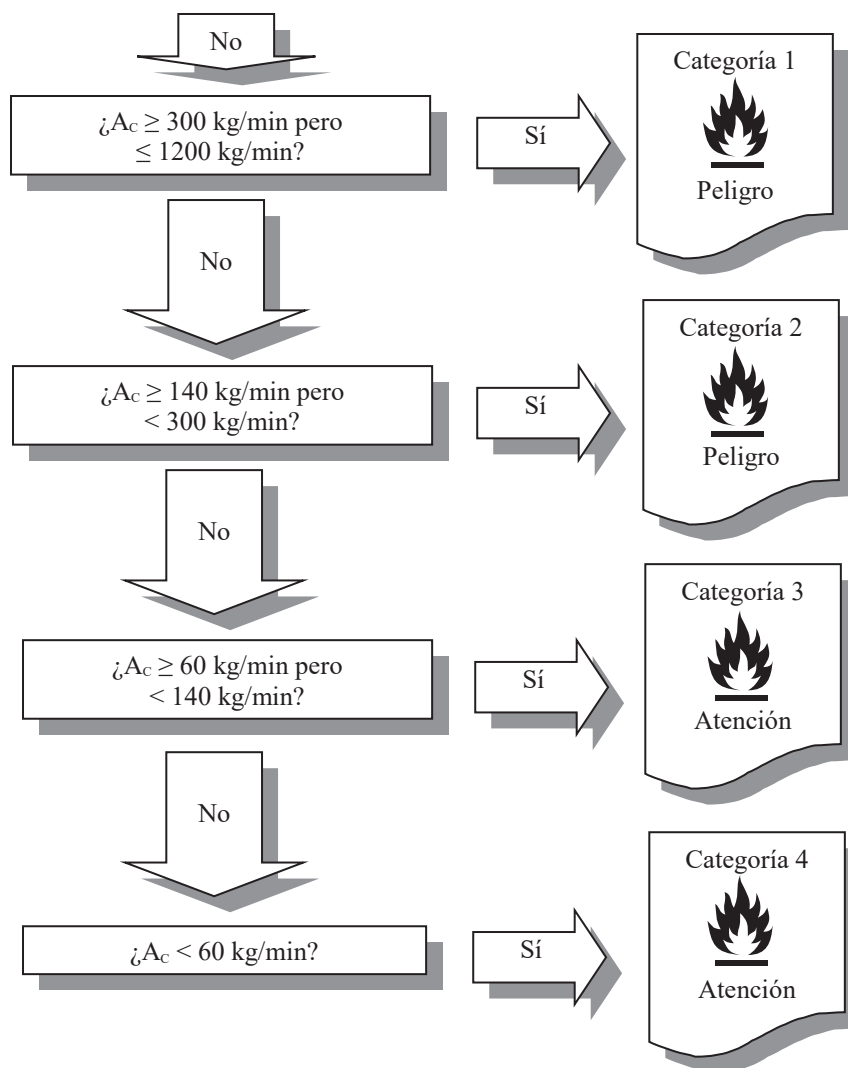 No
¿Ac ≥ 300 kg/min pero
≤ 1200 kg/min?
Sí
Categoría 1
Peligro
No
¿Ac ≥ 140 kg/min pero
< 300 kg/min?
Sí
Categoría 2
Peligro
No
¿Ac ≥ 60 kg/min pero
< 140 kg/min?
Sí
Categoría 3
Atención
No
¿Ac < 60 kg/min?
Sí
Categoría 4
Atención